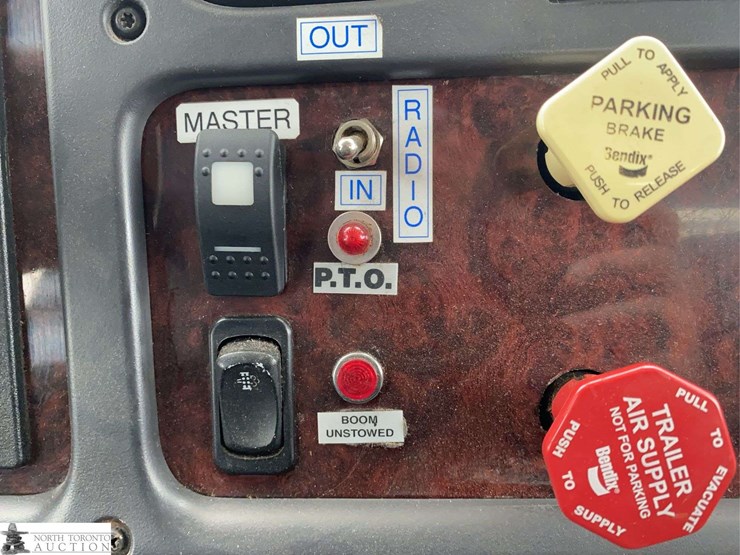 OUT
MASTER
RADIO
IN
P.T.O.
BOOM
UNSTOWED
PULL TO APPLY
PARKING
BRAKE
Bendix®
PUSH TO RELEASE
PULL TO EVACUATE
TRAILER
AIR SUPPLY
NOT FOR PARKING
Bendix®
PUSH TO SUPPLY
NORTH TORONTO
AUCTION